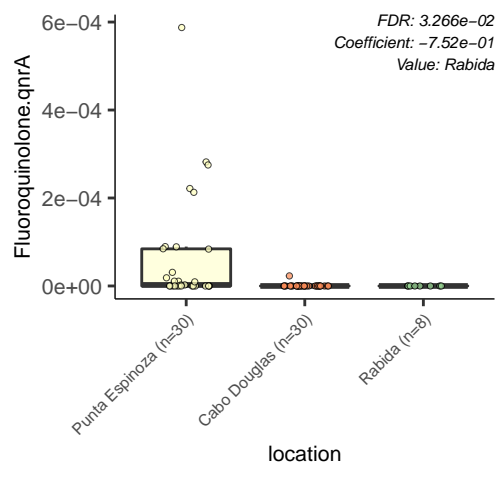 FDR: 3.266e−02
Coefficient: −7.52e−01
Value: Rabida
Fluoroquinolone.qnrA
6e−04
4e−04
2e−04
0e+00
Punta Espinoza (n=30)
Cabo Douglas (n=30)
Rabida (n=8)
location